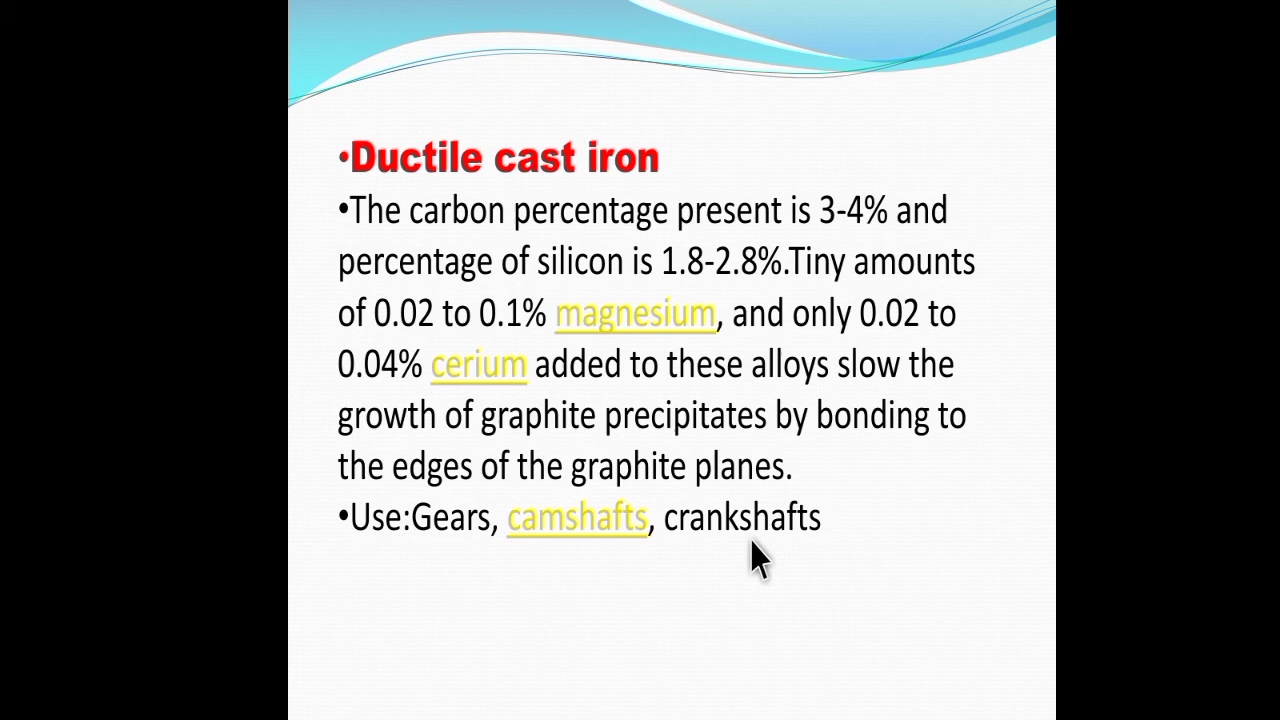 •Ductile cast iron
•The carbon percentage present is 3-4% and
percentage of silicon is 1.8-2.8%.Tiny amounts
of 0.02 to 0.1% magnesium, and only 0.02 to
0.04% cerium added to these alloys slow the
growth of graphite precipitates by bonding to
the edges of the graphite planes.
•Use:Gears, camshafts, crankshafts